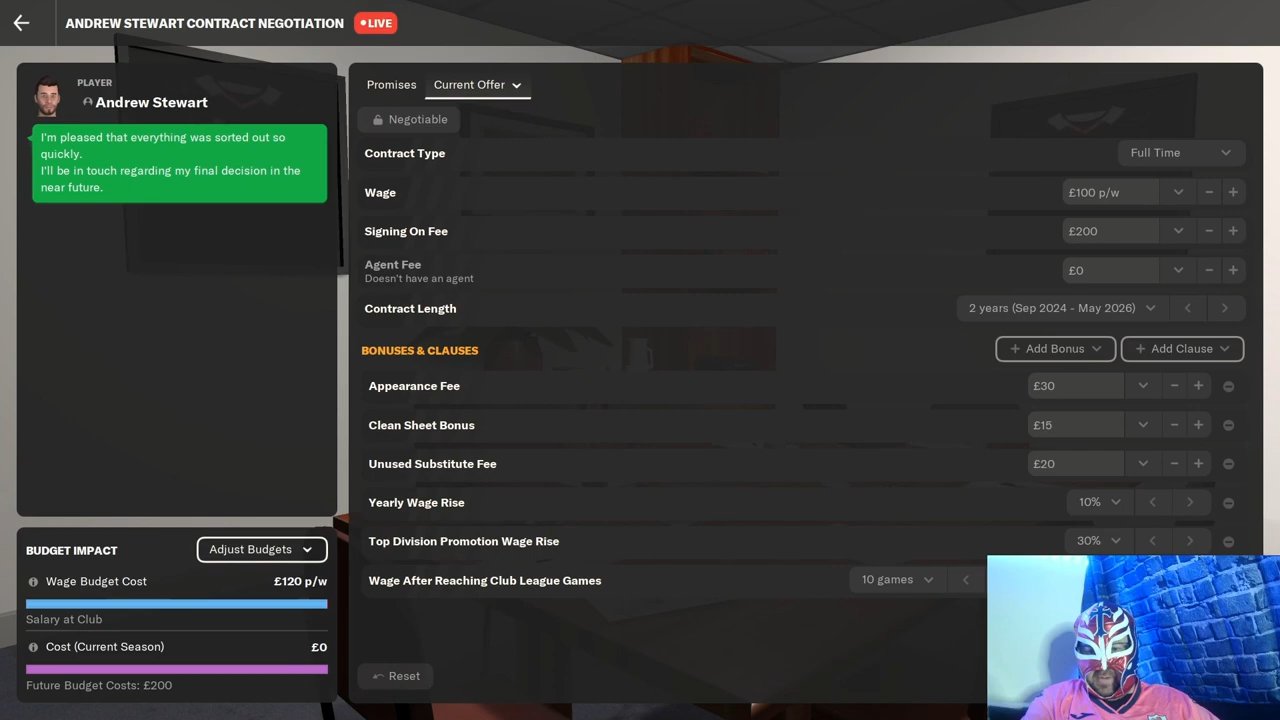 ANDREW STEWART CONTRACT NEGOTIATION
LIVE
PLAYER
Andrew Stewart
I'm pleased that everything was sorted out so
quickly.
I'll be in touch regarding my final decision in the
near future.
Promises
Current Offer
Negotiable
Contract Type
Full Time
Wage
£100 p/w
Signing On Fee
£200
Agent Fee
Doesn't have an agent
£0
Contract Length
2 years (Sep 2024 - May 2026)
BONUSES & CLAUSES
+ Add Bonus
+ Add Clause
Appearance Fee
£30
Clean Sheet Bonus
£15
Unused Substitute Fee
£20
Yearly Wage Rise
10%
Top Division Promotion Wage Rise
30%
Wage After Reaching Club League Games
10 games
Reset
BUDGET IMPACT
Adjust Budgets
Wage Budget Cost
£120 p/w
Salary at Club
Cost (Current Season)
£0
Future Budget Costs: £200